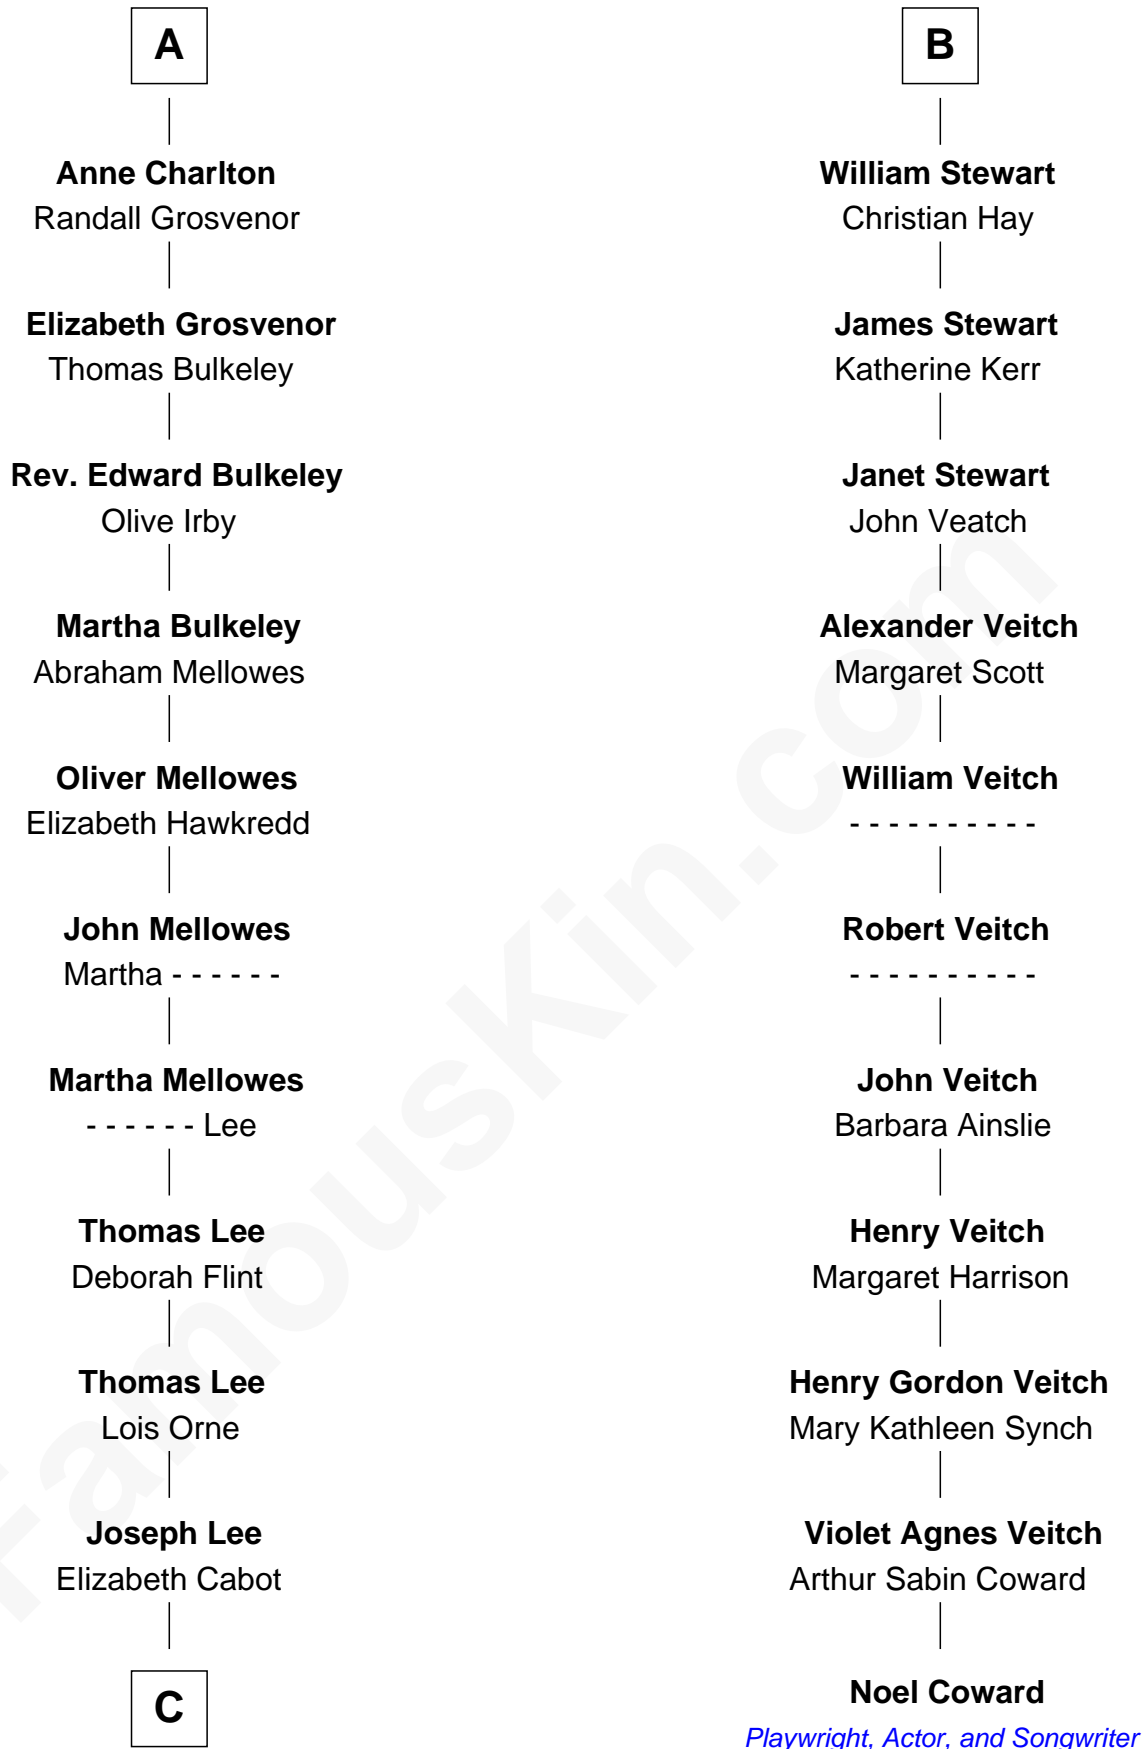 A
Anne Charlton
Randall Grosvenor
Elizabeth Grosvenor
Thomas Bulkeley
Rev. Edward Bulkeley
Olive Irby
Martha Bulkeley
Abraham Mellowes
Oliver Mellowes
Elizabeth Hawkredd
John Mellowes
Martha - - - - - -
Martha Mellowes
- - - - - - Lee
Thomas Lee
Deborah Flint
Thomas Lee
Lois Orne
Joseph Lee
Elizabeth Cabot
C
B
William Stewart
Christian Hay
James Stewart
Katherine Kerr
Janet Stewart
John Veatch
Alexander Veitch
Margaret Scott
William Veitch
- - - - - - - - - -
Robert Veitch
- - - - - - - - - -
John Veitch
Barbara Ainslie
Henry Veitch
Margaret Harrison
Henry Gordon Veitch
Mary Kathleen Synch
Violet Agnes Veitch
Arthur Sabin Coward
Noel Coward
Playwright, Actor, and Songwriter
FamousKin.com